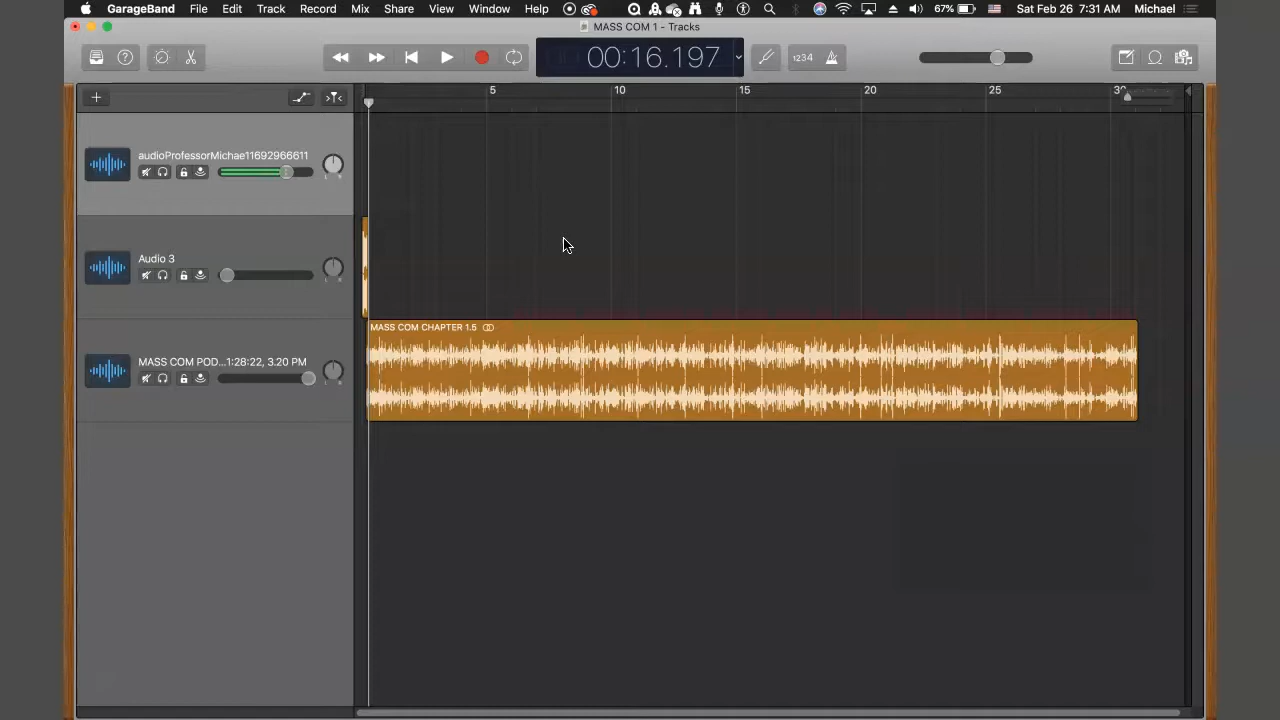 GarageBand File Edit Track Record Mix Share View Window Help 67% Sat Feb 26 7:31 AM Michael
MASS COM 1 - Tracks
00:16.197 1234
5 10 15 20 25
audioProfessorMichae11692966611
L R
Audio 3
L R
MASS COM CHAPTER 1.5
MASS COM POD...1:28:22, 3.20 PM
L R